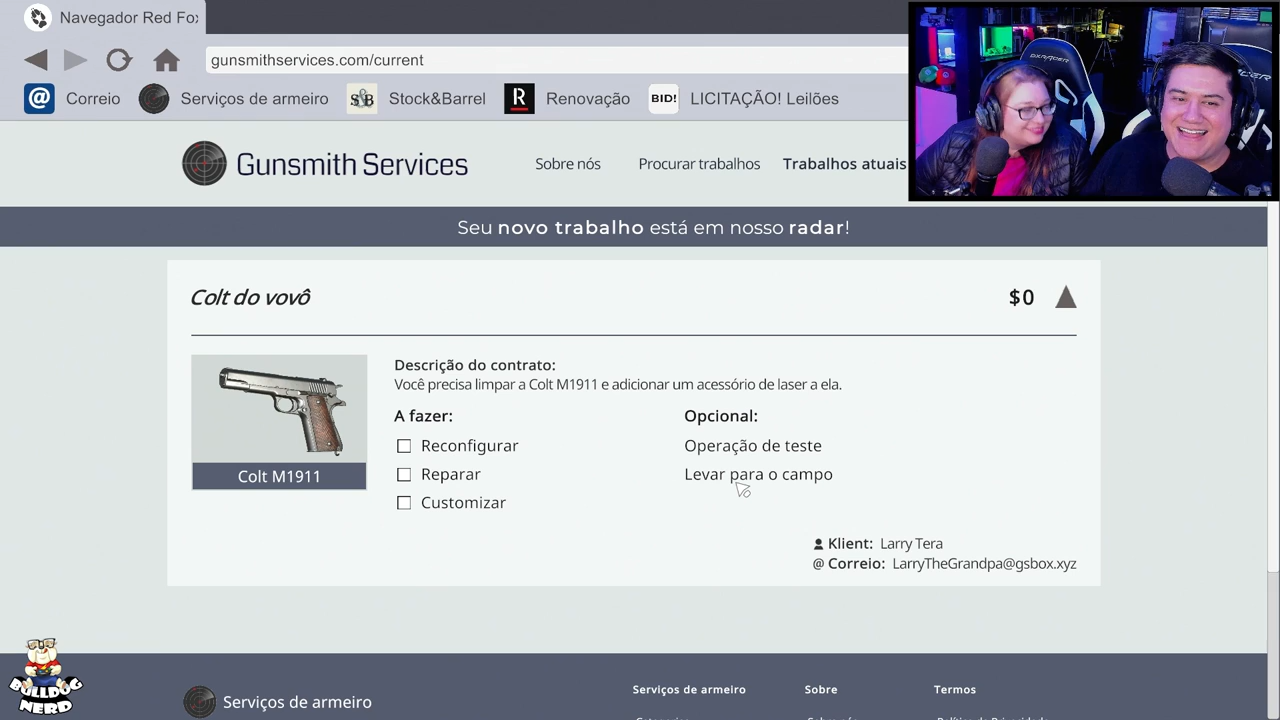 Navegador Red Fox
gunsmithservices.com/current
@ Correio
Serviços de armeiro
S&B Stock&Barrel
R Renovação
BID! LICITAÇÃO! Leilões
DXRACER
Gunsmith Services
Sobre nós
Procurar trabalhos
Trabalhos atuais
Seu novo trabalho está em nosso radar!
Colt do vovô
$0
Descrição do contrato:
Você precisa limpar a Colt M1911 e adicionar um acessório de laser a ela.
A fazer:
Opcional:
Reconfigurar
Operação de teste
Reparar
Levar para o campo
Customizar
Colt M1911
Klient: Larry Tera
@ Correio: LarryTheGrandpa@gsbox.xyz
BULLDOG
NERD
Serviços de armeiro
Serviços de armeiro
Sobre
Termos